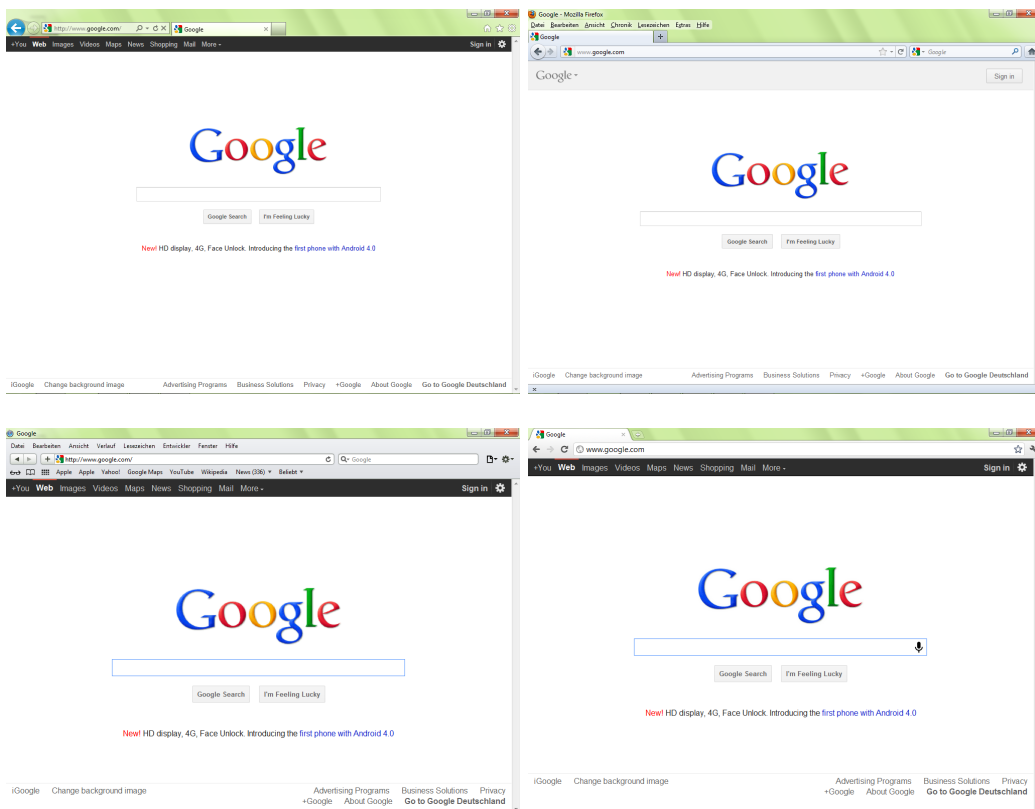 http://www.google.com/ Google
+You Web Images Videos Maps News Shopping Mail More Sign in
Google
Google Search I'm Feeling Lucky
New! HD display, 4G, Face Unlock. Introducing the first phone with Android 4.0
iGoogle Change background image Advertising Programs Business Solutions Privacy +Google About Google Go to Google Deutschland
Google - Mozilla Firefox
Datei Bearbeiten Ansicht Chronik Lesezeichen Extras Hilfe
Google
www.google.com Google
Google Sign in
Google
Google Search I'm Feeling Lucky
New! HD display, 4G, Face Unlock. Introducing the first phone with Android 4.0
iGoogle Change background image Advertising Programs Business Solutions Privacy +Google About Google Go to Google Deutschland
Google
Datei Bearbeiten Ansicht Verlauf Lesezeichen Entwickler Fenster Hilfe
http://www.google.com/ Google
Apple Apple Yahoo! Google Maps YouTube Wikipedia News (336) Beliebt
+You Web Images Videos Maps News Shopping Mail More Sign in
Google
Google Search I'm Feeling Lucky
New! HD display, 4G, Face Unlock. Introducing the first phone with Android 4.0
iGoogle Change background image Advertising Programs Business Solutions Privacy
+Google About Google Go to Google Deutschland
Google
www.google.com
+You Web Images Videos Maps News Shopping Mail More Sign in
Google
Google Search I'm Feeling Lucky
New! HD display, 4G, Face Unlock. Introducing the first phone with Android 4.0
iGoogle Change background image Advertising Programs Business Solutions Privacy
+Google About Google Go to Google Deutschland